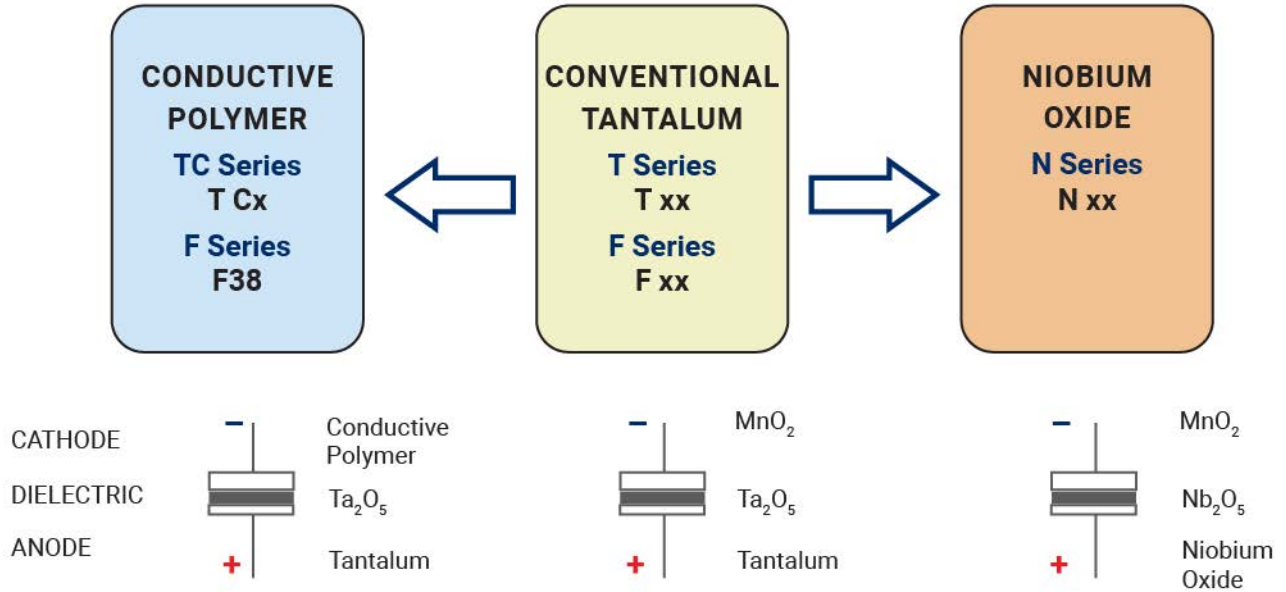 CONDUCTIVE
POLYMER
TC Series
T Cx
F Series
F38
CONVENTIONAL
TANTALUM
T Series
T xx
F Series
F xx
NIOBIUM
OXIDE
N Series
N xx
CATHODE
DIELECTRIC
ANODE
−
Conductive
Polymer
Ta₂O₅
+
Tantalum
−
MnO₂
Ta₂O₅
+
Tantalum
−
MnO₂
Nb₂O₅
+
Niobium
Oxide